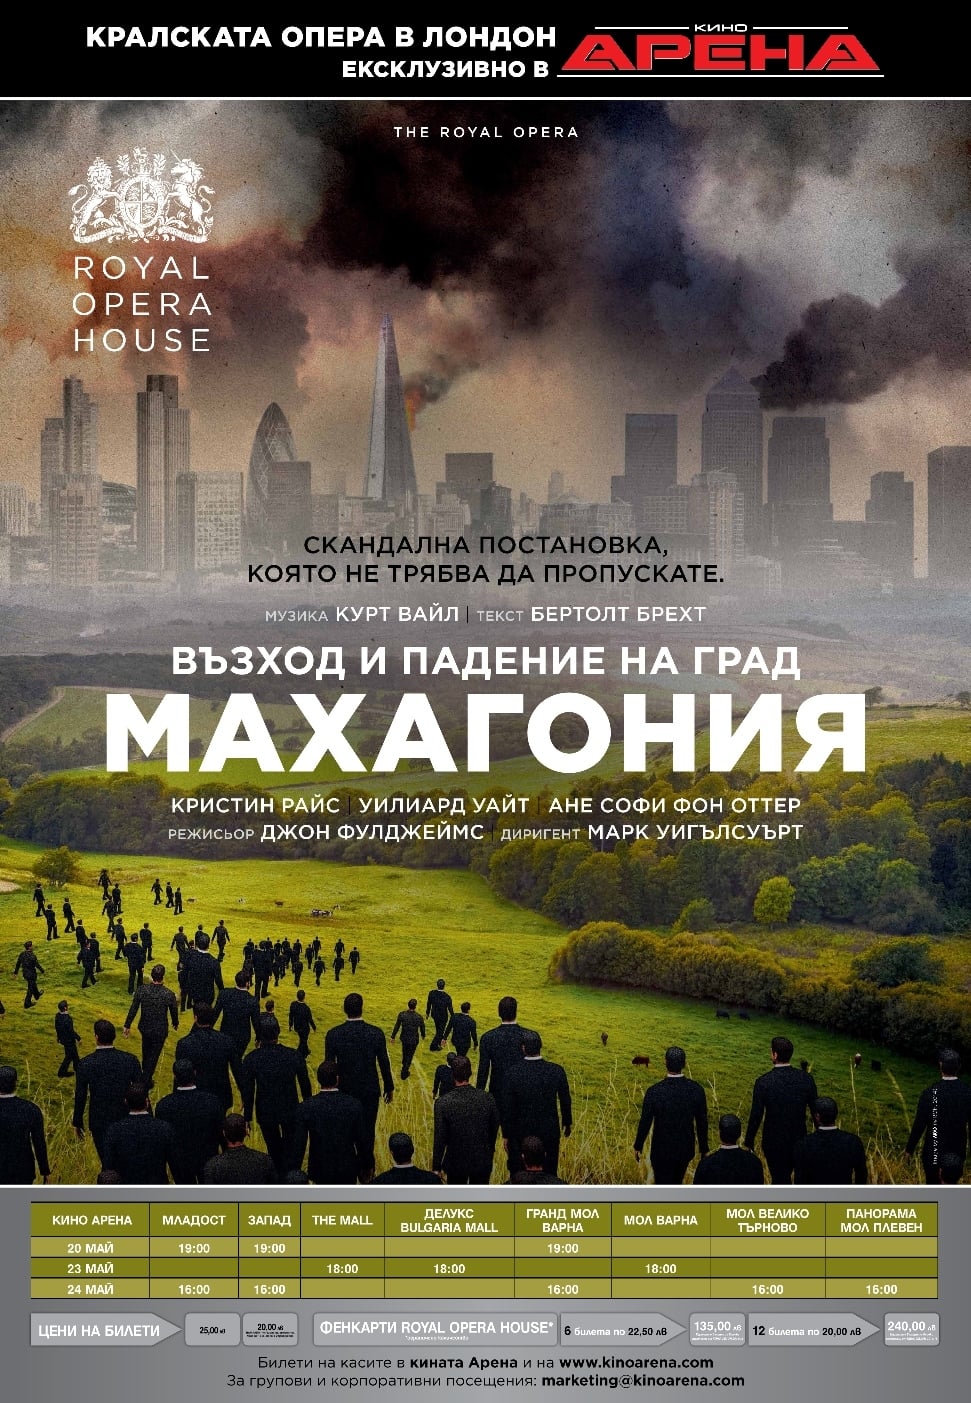 КРАЛСКАТА ОПЕРА В ЛОНДОН
ЕКСКЛУЗИВНО В
КИНО
АРЕНА
THE ROYAL OPERA
ROYAL
OPERA
HOUSE
СКАНДАЛНА ПОСТАНОВКА,
КОЯТО НЕ ТРЯБВА ДА ПРОПУСКАТЕ.
МУЗИКА КУРТ ВАЙЛ | ТЕКСТ БЕРТОЛТ БРЕХТ
ВЪЗХОД И ПАДЕНИЕ НА ГРАД
МАХАГОНИЯ
КРИСТИН РАЙС | УИЛИАРД УАЙТ | АНЕ СОФИ ФОН ОТТЕР
РЕЖИСЬОР ДЖОН ФУЛДЖЕЙМС | ДИРИГЕНТ МАРК УИГЪЛСУЪРТ
КИНО АРЕНА МЛАДОСТ ЗАПАД THE MALL ДЕЛУКС BULGARIA MALL ГРАНД МОЛ ВАРНА МОЛ ВАРНА МОЛ ВЕЛИКО ТЪРНОВО ПАНОРАМА МОЛ ПЛЕВЕН
20 МАЙ 19:00 19:00 19:00
23 МАЙ 18:00 18:00 18:00
24 МАЙ 16:00 16:00 16:00 16:00 16:00
ЦЕНИ НА БИЛЕТИ 25,00 лв 20,00 лв ФЕНКАРТИ ROYAL OPERA HOUSE* 6 билета по 22,50 лв 135,00 лв 12 билета по 20,00 лв 240,00 лв
Билети на касите в кината Арена и на www.kinoarena.com
За групови и корпоративни посещения: marketing@kinoarena.com